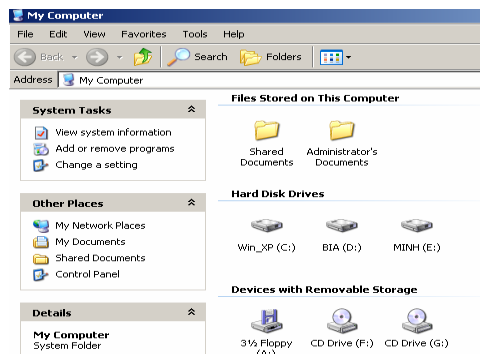 My Computer
File Edit View Favorites Tools Help
Back Search Folders
Address My Computer
System Tasks
View system information
Add or remove programs
Change a setting
Other Places
My Network Places
My Documents
Shared Documents
Control Panel
Details
My Computer
System Folder
Files Stored on This Computer
Shared Documents
Administrator's Documents
Hard Disk Drives
Win_XP (C:) BIA (D:) MINH (E:)
Devices with Removable Storage
3½ Floppy (A:) CD Drive (F:) CD Drive (G:)